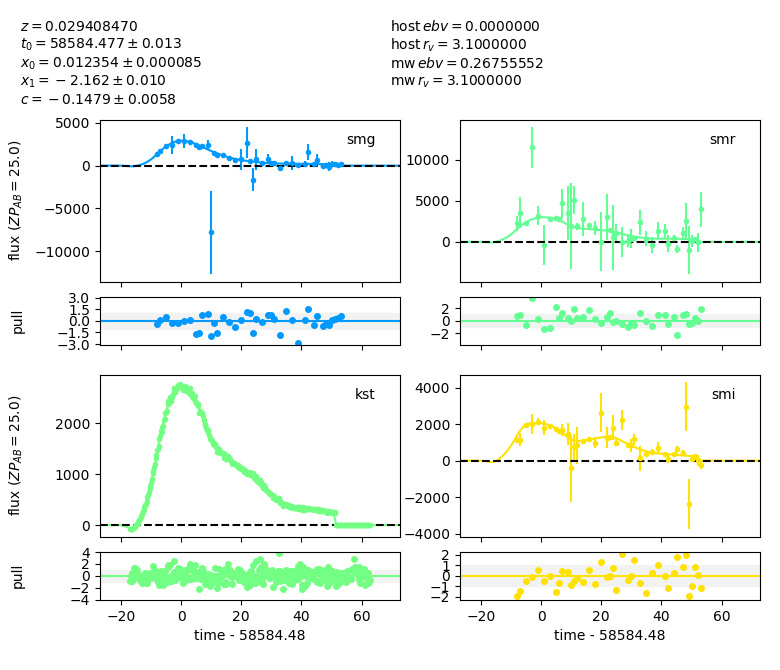 z = 0.029408470
t₀ = 58584.477 ± 0.013
x₀ = 0.012354 ± 0.000085
x₁ = −2.162 ± 0.010
c = −0.1479 ± 0.0058
host ebv = 0.0000000
host r_v = 3.1000000
mw ebv = 0.26755552
mw r_v = 3.1000000
smg
5000
0
−5000
−10000
flux (ZP_AB = 25.0)
smr
10000
5000
0
3.0
1.5
0.0
−1.5
−3.0
pull
2
0
−2
kst
2000
1000
0
flux (ZP_AB = 25.0)
smi
4000
2000
0
−2000
−4000
4
2
0
−2
−4
pull
2
1
0
−1
−2
−20 0 20 40 60
time - 58584.48
−20 0 20 40 60
time - 58584.48